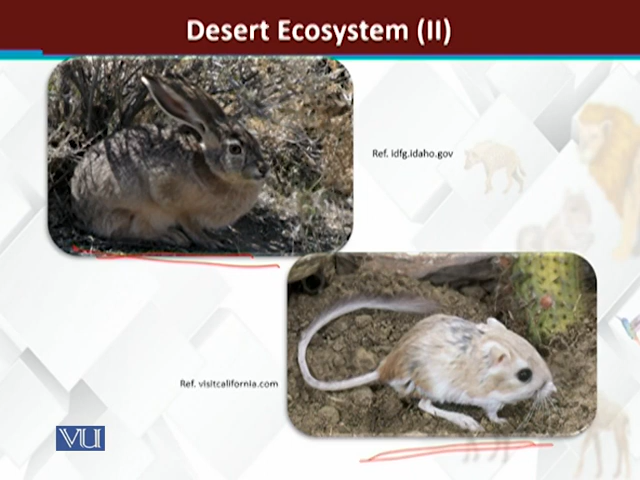 Desert Ecosystem (II)
Ref. idfg.idaho.gov
Ref. visitcalifornia.com
VU